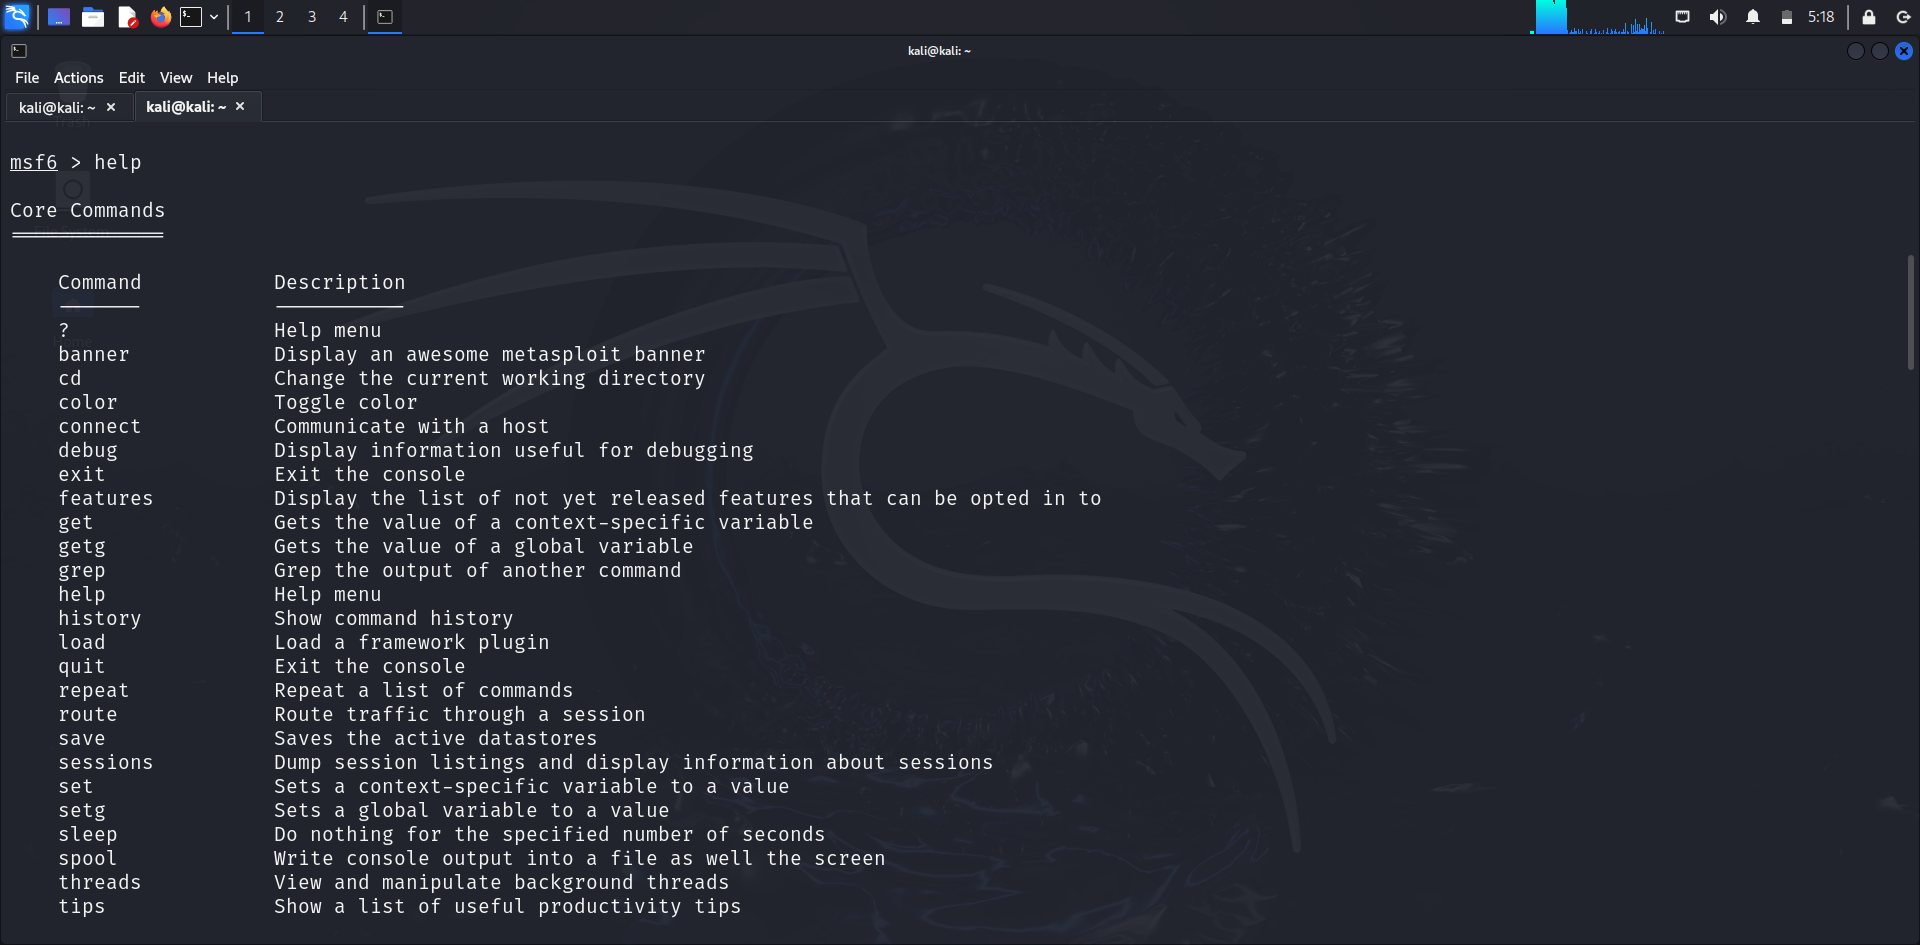 1 2 3 4 5:18
kali@kali: ~
File Actions Edit View Help
kali@kali: ~ × kali@kali: ~ ×
Trash
msf6 > help
Core Commands
=============
File System
Command Description
------- -----------
? Help menu
Home
banner Display an awesome metasploit banner
cd Change the current working directory
color Toggle color
connect Communicate with a host
debug Display information useful for debugging
exit Exit the console
features Display the list of not yet released features that can be opted in to
get Gets the value of a context-specific variable
getg Gets the value of a global variable
grep Grep the output of another command
help Help menu
history Show command history
load Load a framework plugin
quit Exit the console
repeat Repeat a list of commands
route Route traffic through a session
save Saves the active datastores
sessions Dump session listings and display information about sessions
set Sets a context-specific variable to a value
setg Sets a global variable to a value
sleep Do nothing for the specified number of seconds
spool Write console output into a file as well the screen
threads View and manipulate background threads
tips Show a list of useful productivity tips